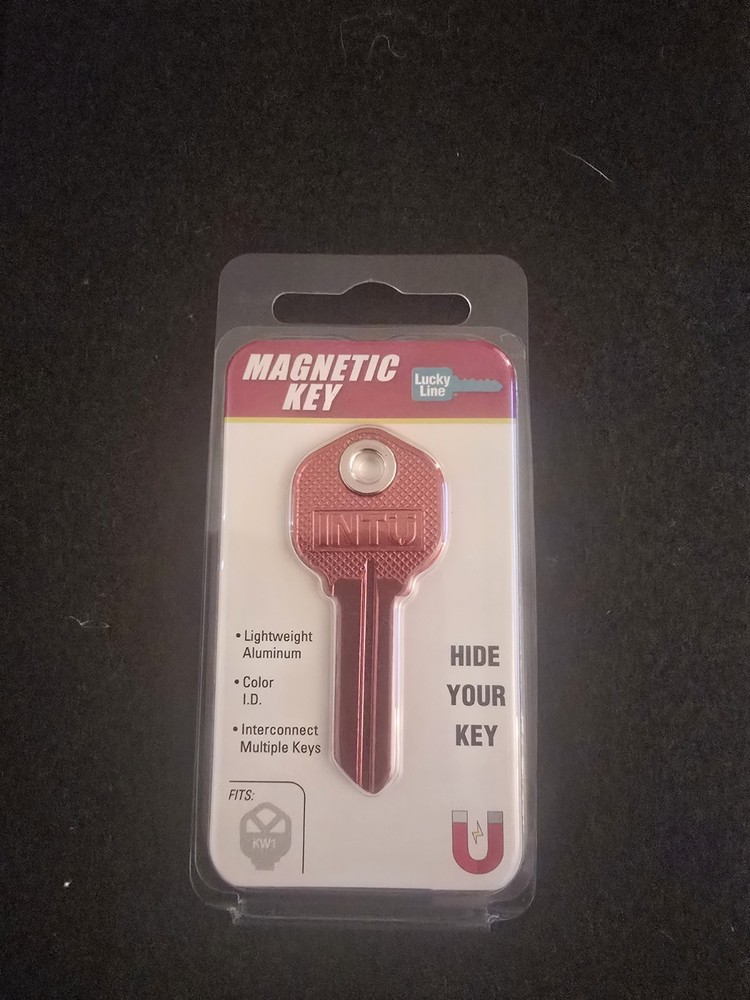 MAGNETIC
KEY
Lucky
Line
INTU
• Lightweight
Aluminum
• Color
I.D.
• Interconnect
Multiple Keys
HIDE
YOUR
KEY
FITS:
KW1